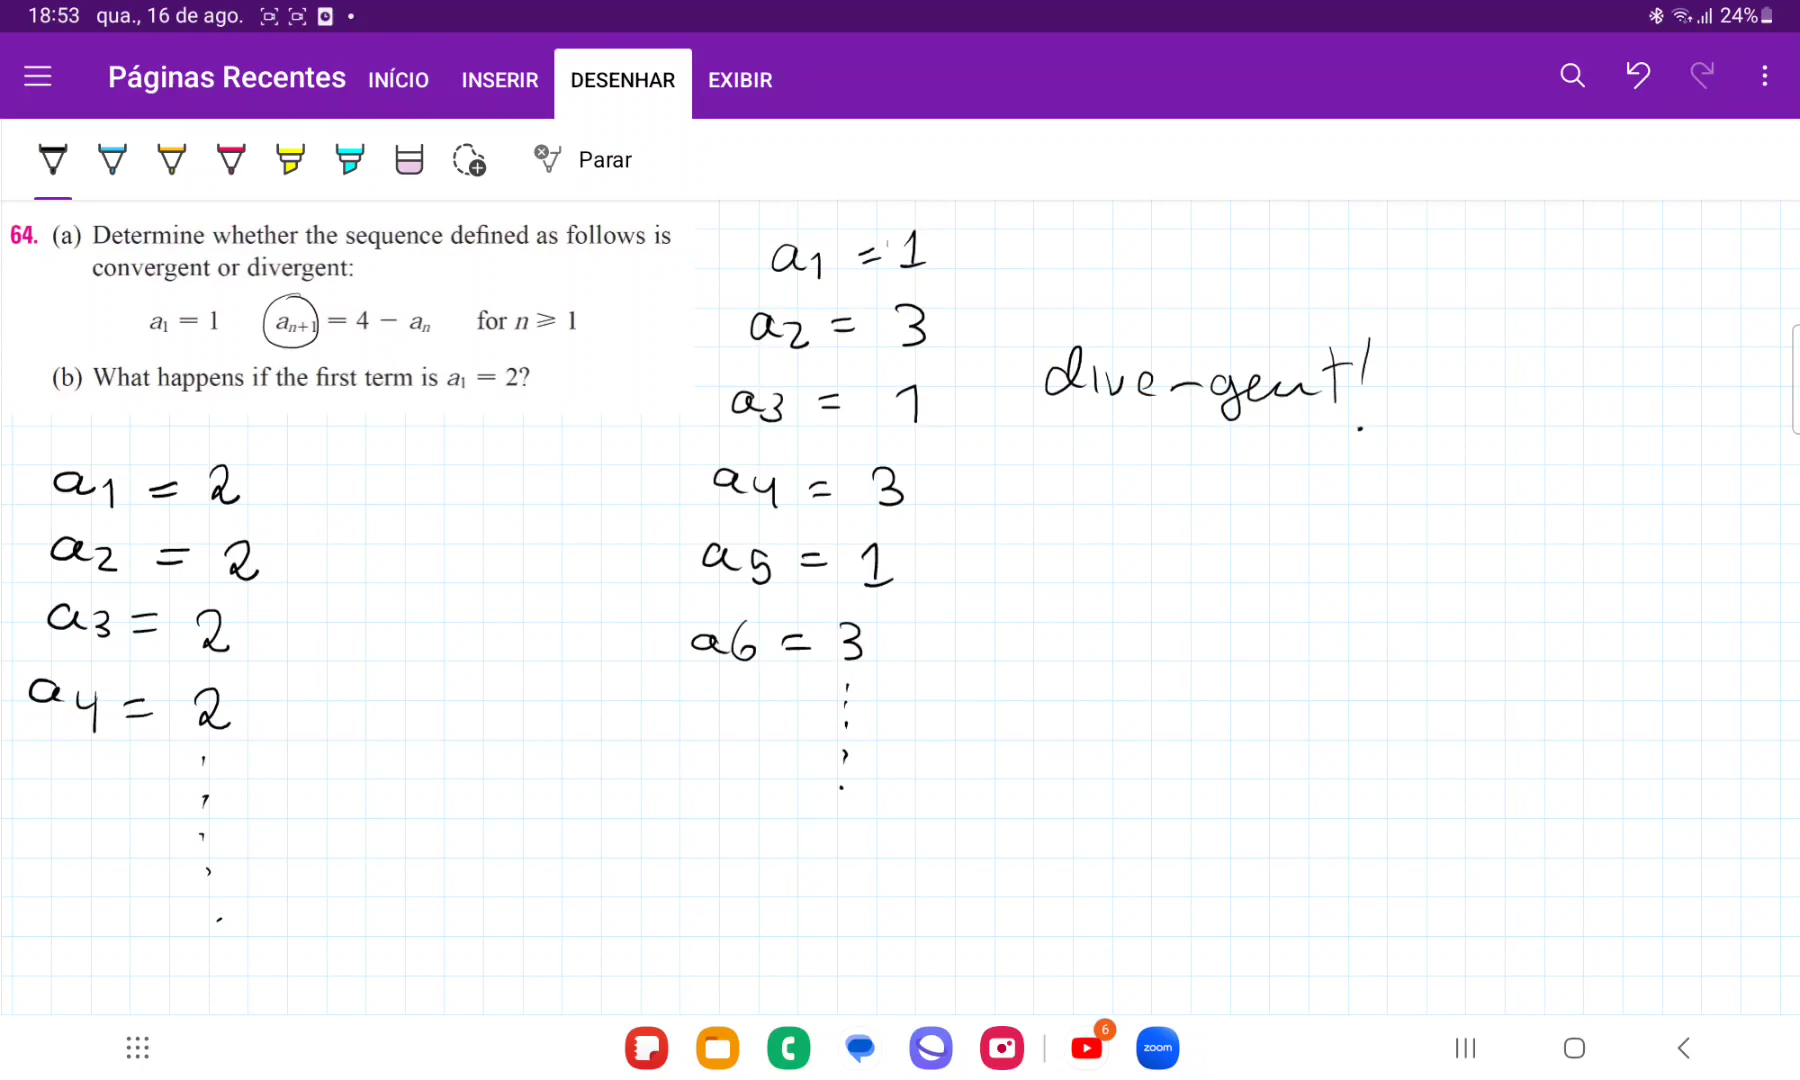 18:53 qua., 16 de ago.
24%
Páginas Recentes INÍCIO INSERIR DESENHAR EXIBIR
Parar
64. (a) Determine whether the sequence defined as follows is
convergent or divergent:
a₁ = 1 aₙ₊₁ = 4 − aₙ for n ⩾ 1
(b) What happens if the first term is a₁ = 2?
a1 = 2
a2 = 2
a3 = 2
a4 = 2
a1 = 1
a2 = 3
a3 = 1
a4 = 3
a5 = 1
a6 = 3
divergent!
6
zoom